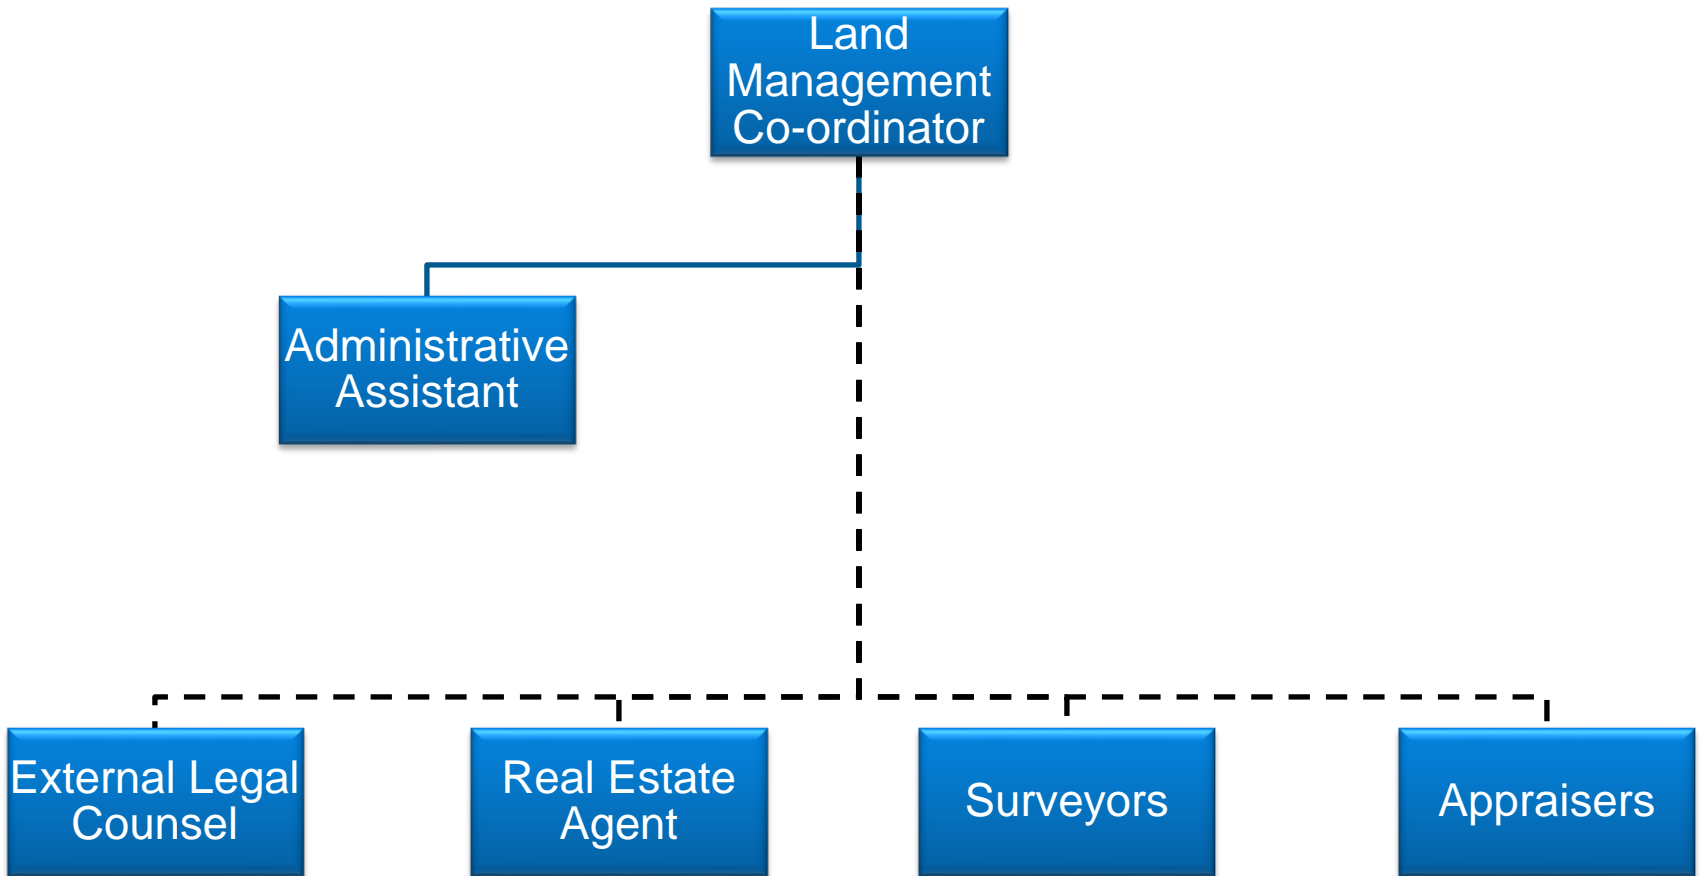 Land
Management
Co-ordinator
Administrative
Assistant
External Legal
Counsel
Real Estate
Agent
Surveyors
Appraisers